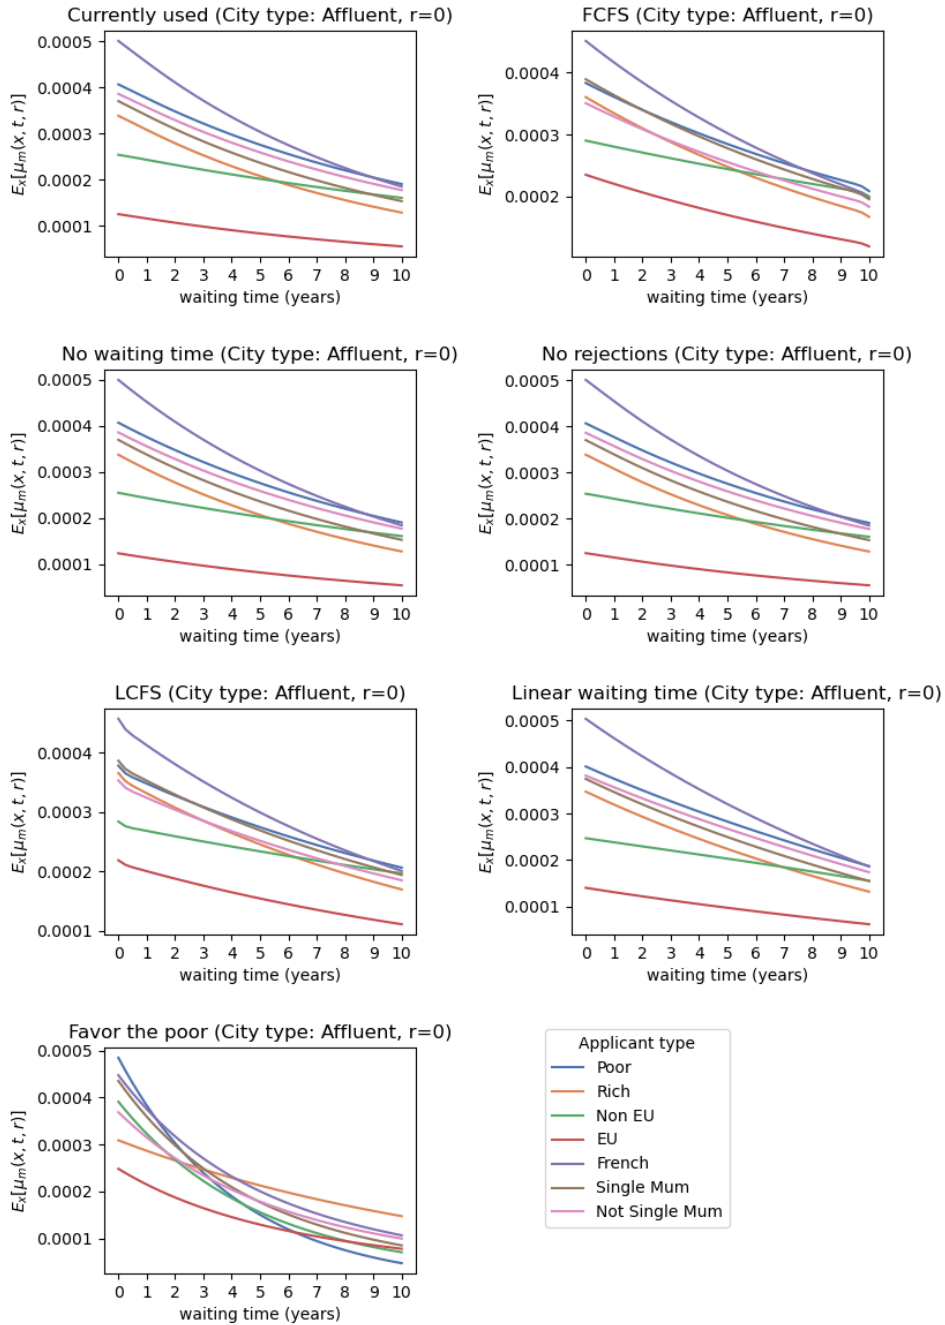 Currently used (City type: Affluent, r=0)
0.0005
0.0004
0.0003
0.0002
0.0001
E_x[μ_m(x, t, r)]
0 1 2 3 4 5 6 7 8 9 10
waiting time (years)
FCFS (City type: Affluent, r=0)
0.0004
0.0003
0.0002
E_x[μ_m(x, t, r)]
0 1 2 3 4 5 6 7 8 9 10
waiting time (years)
No waiting time (City type: Affluent, r=0)
0.0005
0.0004
0.0003
0.0002
0.0001
E_x[μ_m(x, t, r)]
0 1 2 3 4 5 6 7 8 9 10
waiting time (years)
No rejections (City type: Affluent, r=0)
0.0005
0.0004
0.0003
0.0002
0.0001
E_x[μ_m(x, t, r)]
0 1 2 3 4 5 6 7 8 9 10
waiting time (years)
LCFS (City type: Affluent, r=0)
0.0004
0.0003
0.0002
0.0001
E_x[μ_m(x, t, r)]
0 1 2 3 4 5 6 7 8 9 10
waiting time (years)
Linear waiting time (City type: Affluent, r=0)
0.0005
0.0004
0.0003
0.0002
0.0001
E_x[μ_m(x, t, r)]
0 1 2 3 4 5 6 7 8 9 10
waiting time (years)
Favor the poor (City type: Affluent, r=0)
0.0005
0.0004
0.0003
0.0002
0.0001
E_x[μ_m(x, t, r)]
0 1 2 3 4 5 6 7 8 9 10
waiting time (years)
Applicant type
Poor
Rich
Non EU
EU
French
Single Mum
Not Single Mum